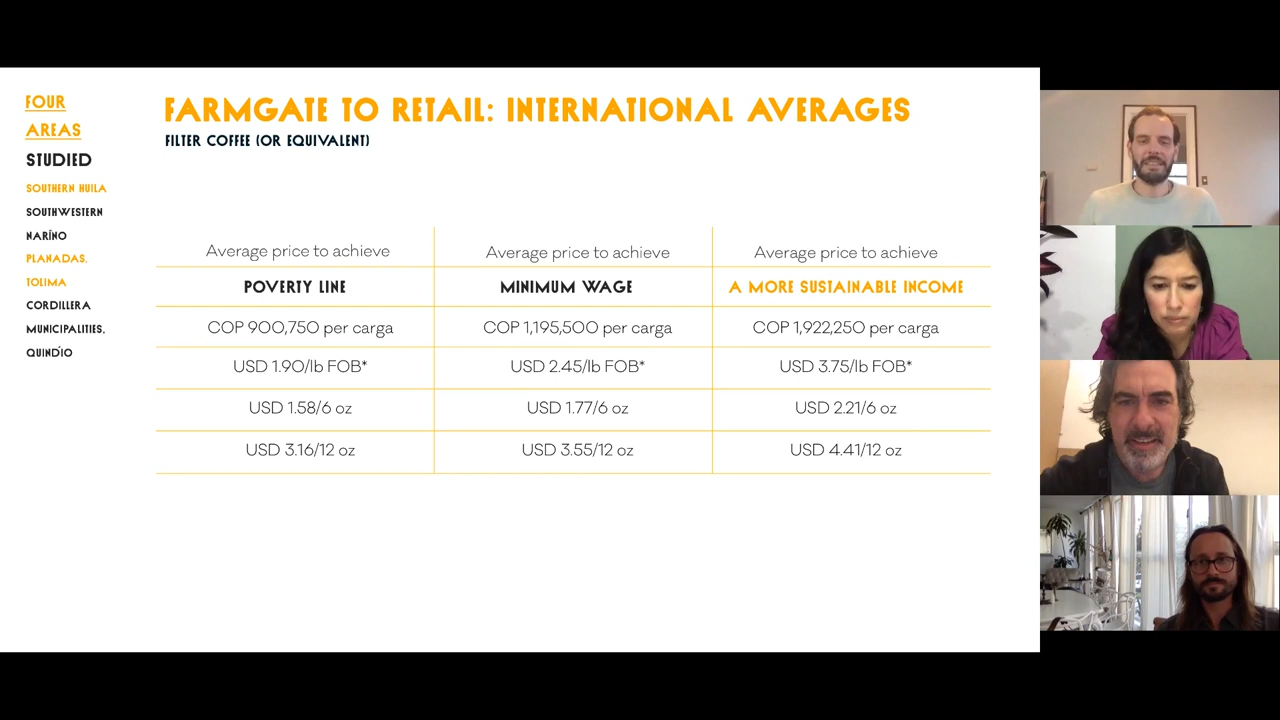 FOUR
AREAS
STUDIED
SOUTHERN HUILA
SOUTHWESTERN
NARIÑO
PLANADAS,
TOLIMA
CORDILLERA
MUNICIPALITIES,
QUINDÍO
FARMGATE TO RETAIL: INTERNATIONAL AVERAGES
FILTER COFFEE (OR EQUIVALENT)
Average price to achieve Average price to achieve Average price to achieve
POVERTY LINE MINIMUM WAGE A MORE SUSTAINABLE INCOME
COP 900,750 per carga COP 1,195,500 per carga COP 1,922,250 per carga
USD 1.90/lb FOB* USD 2.45/lb FOB* USD 3.75/lb FOB*
USD 1.58/6 oz USD 1.77/6 oz USD 2.21/6 oz
USD 3.16/12 oz USD 3.55/12 oz USD 4.41/12 oz